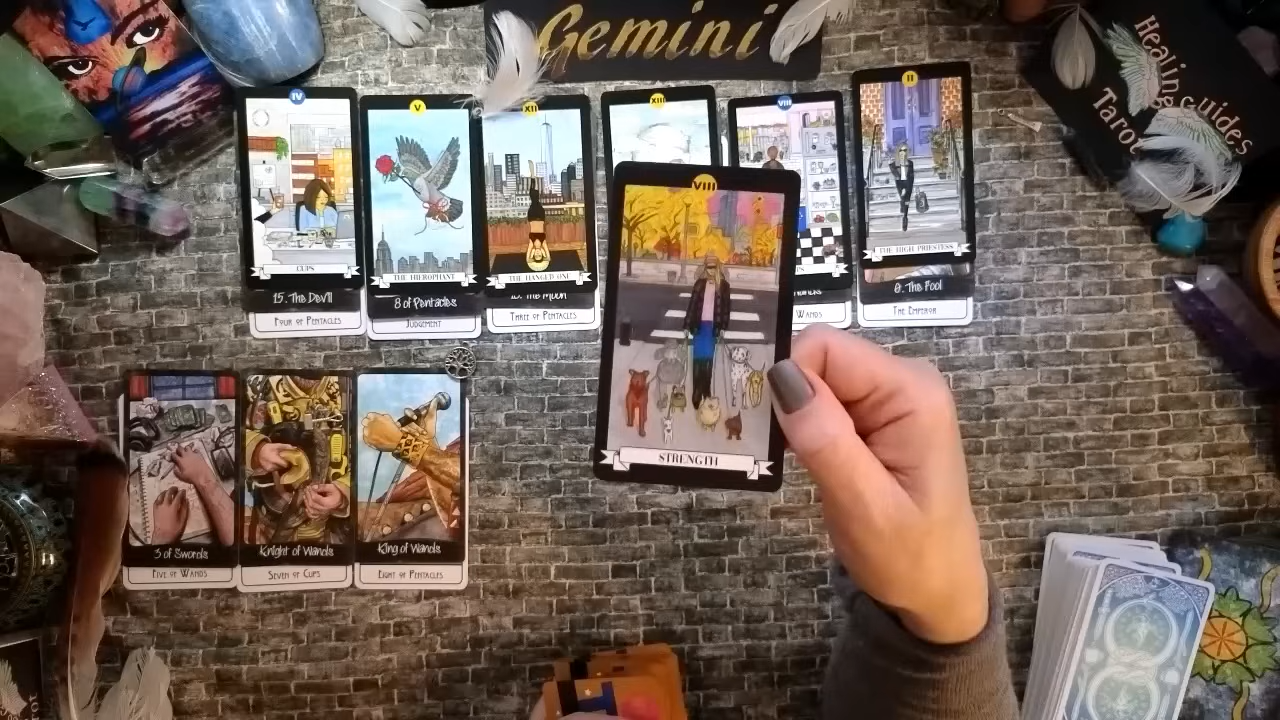 Gemini
Healing
Guides
Tarot
IV
V
XII
XIII
VIII
II
VIII
CUPS
THE HIEROPHANT
THE HANGED ONE
THE HIGH PRIESTESS
15. The Devil
8 of Pentacles
The Moon
0. The Fool
FOUR OF PENTACLES
JUDGEMENT
THREE OF PENTACLES
WANDS
THE EMPEROR
STRENGTH
3 of Swords
Knight of Wands
King of Wands
FIVE OF WANDS
SEVEN OF CUPS
EIGHT OF PENTACLES
Tarot